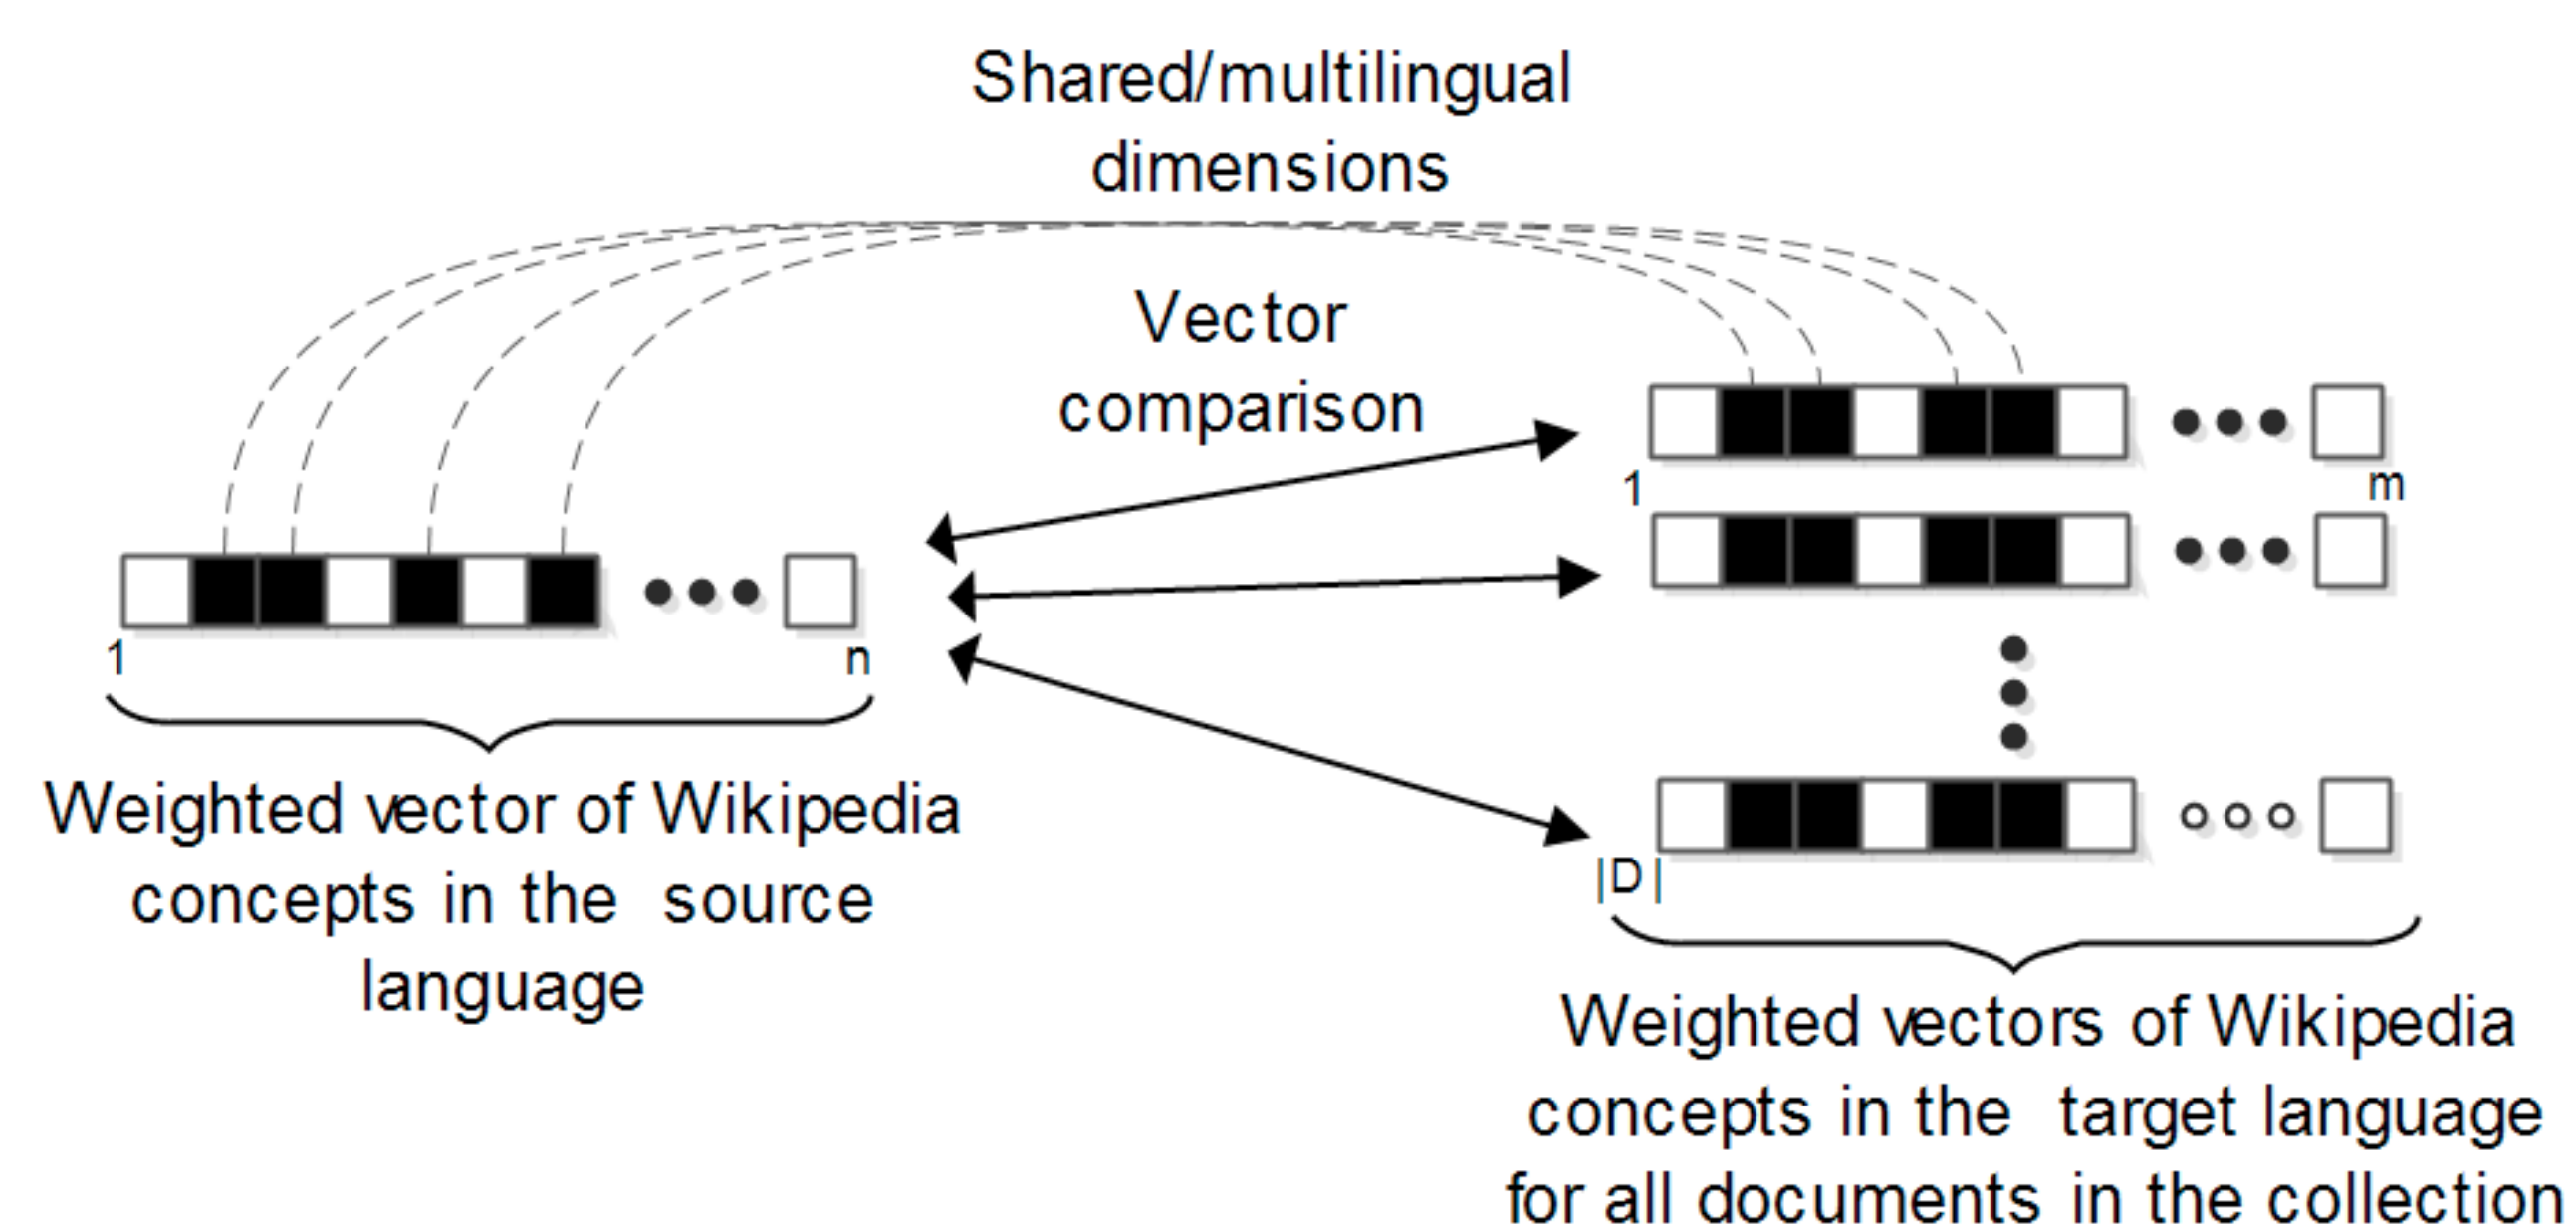 Shared/multilingual
dimensions
Vector
comparison
1
m
1
n
|D|
Weighted vector of Wikipedia
concepts in the source
language
Weighted vectors of Wikipedia
concepts in the target language
for all documents in the collection